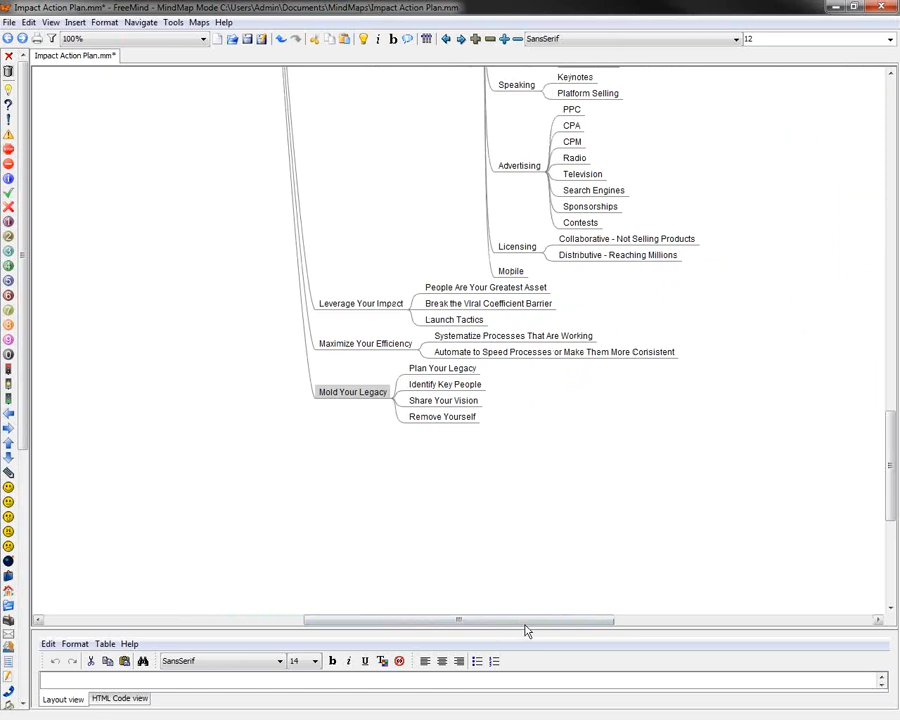 Impact Action Plan.mm* - FreeMind - MindMap Mode C:\Users\Admin\Documents\MindMaps\Impact Action Plan.mm
File Edit View Insert Format Navigate Tools Maps Help
100% SansSerif 12
Impact Action Plan.mm*
Keynotes
Speaking
Platform Selling
PPC
CPA
CPM
Radio
Advertising
Television
Search Engines
Sponsorships
Contests
Collaborative - Not Selling Products
Licensing
Distributive - Reaching Millions
Mobile
People Are Your Greatest Asset
Leverage Your Impact
Break the Viral Coefficient Barrier
Launch Tactics
Systematize Processes That Are Working
Maximize Your Efficiency
Automate to Speed Processes or Make Them More Consistent
Plan Your Legacy
Identify Key People
Mold Your Legacy
Share Your Vision
Remove Yourself
Edit Format Table Help
SansSerif 14
Layout view HTML Code view